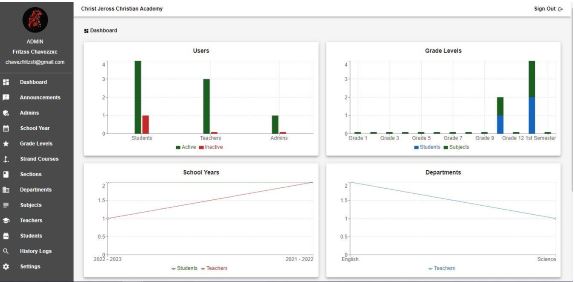 Christ Jeross Christian Academy
Sign Out
ADMIN
Fritzss Chavezzxc
chavezfritzst@gmail.com
Dashboard
Announcements
Admins
School Year
Grade Levels
Strand Courses
Sections
Departments
Subjects
Teachers
Students
History Logs
Settings
Dashboard
Users
4
3
2
1
0
Students Teachers Admins
Active Inactive
Grade Levels
4
3
2
1
0
Grade 1 Grade 3 Grade 5 Grade 7 Grade 9 Grade 12 1st Semester
Students Subjects
School Years
2
1.5
1
0.5
0
2022 - 2023 2021 - 2022
Students Teachers
Departments
2
1.5
1
0.5
0
English Science
Teachers